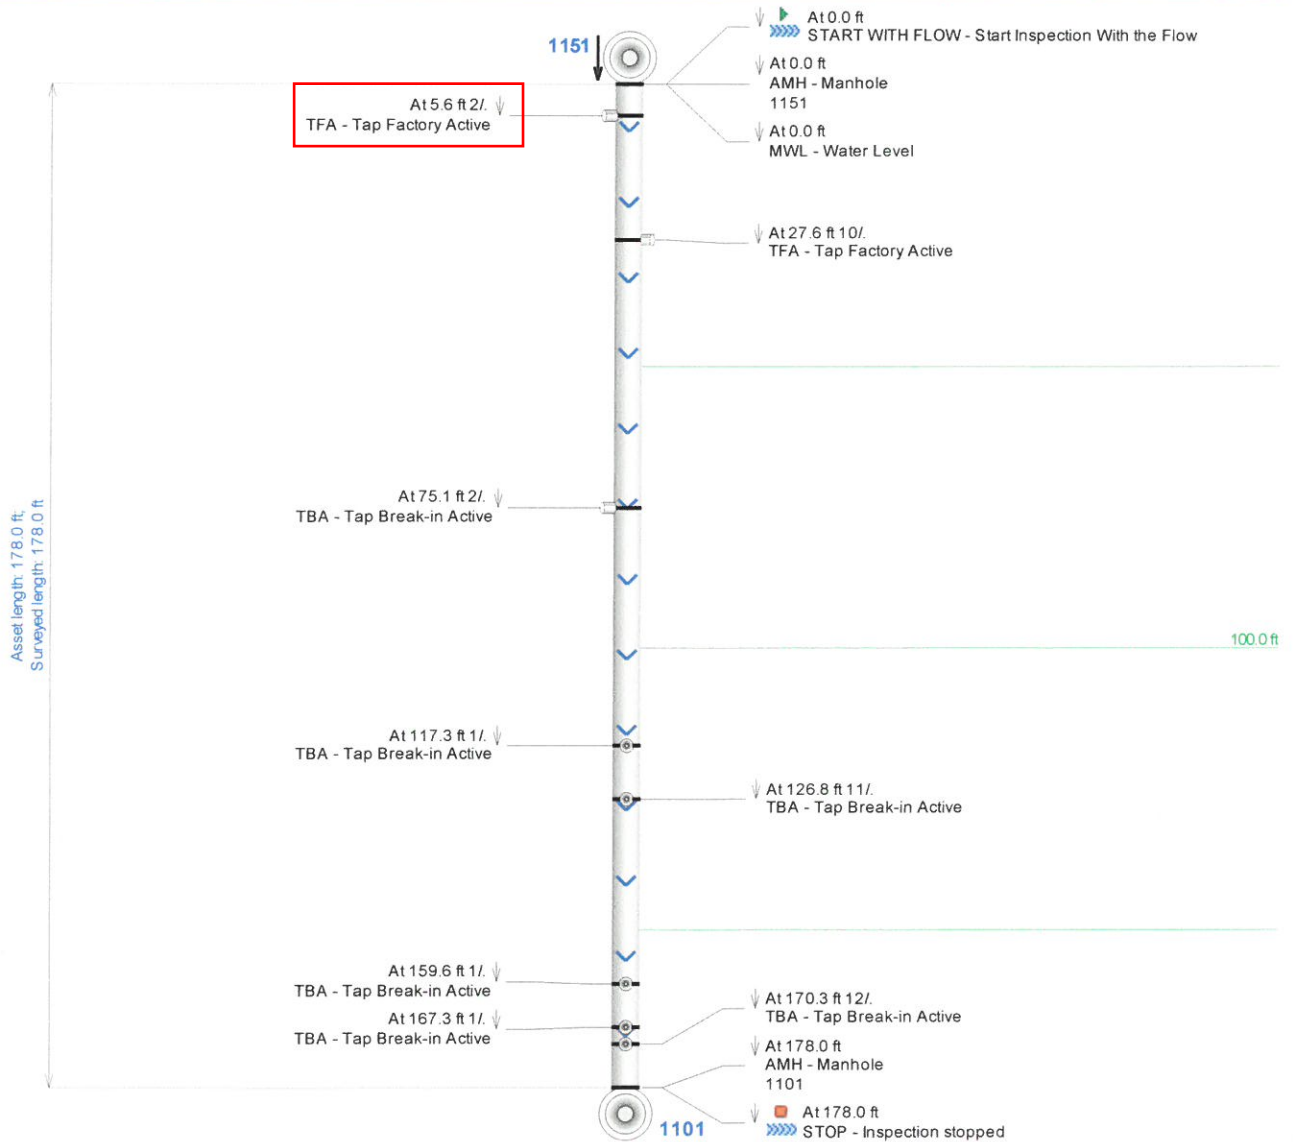 1151
At 0.0 ft
START WITH FLOW - Start Inspection With the Flow
At 0.0 ft
AMH - Manhole
1151
At 0.0 ft
MWL - Water Level
At 5.6 ft 2/.
TFA - Tap Factory Active
At 27.6 ft 10/.
TFA - Tap Factory Active
At 75.1 ft 2/.
TBA - Tap Break-in Active
Asset length: 178.0 ft;
Surveyed length: 178.0 ft
100.0 ft
At 117.3 ft 1/.
TBA - Tap Break-in Active
At 126.8 ft 11/.
TBA - Tap Break-in Active
At 159.6 ft 1/.
TBA - Tap Break-in Active
At 167.3 ft 1/.
TBA - Tap Break-in Active
At 170.3 ft 12/.
TBA - Tap Break-in Active
At 178.0 ft
AMH - Manhole
1101
At 178.0 ft
STOP - Inspection stopped
1101